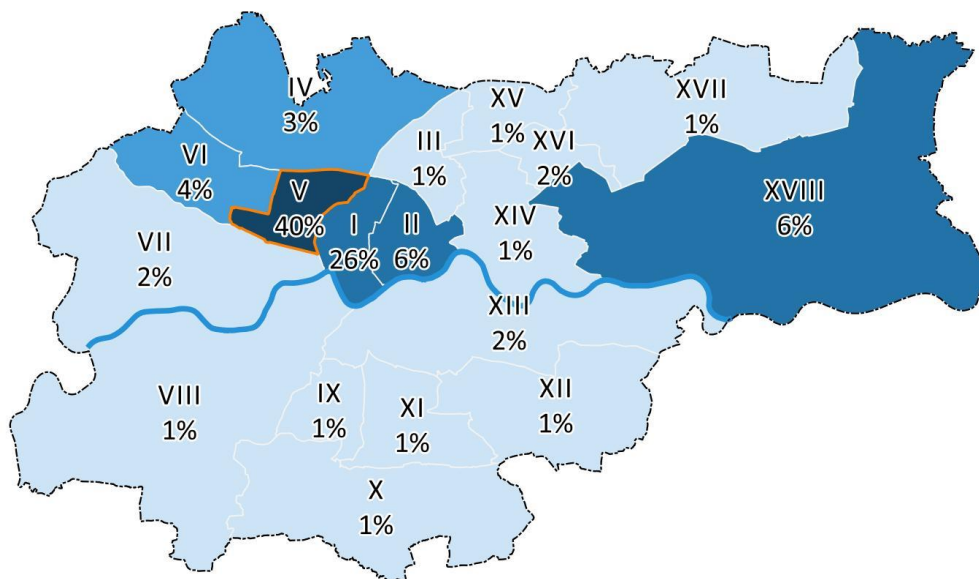 IV
3%
XV
1%
XVII
1%
III
1%
XVI
2%
VI
4%
V
40%
XVIII
6%
I
26%
II
6%
XIV
1%
VII
2%
XIII
2%
VIII
1%
IX
1%
XI
1%
XII
1%
X
1%